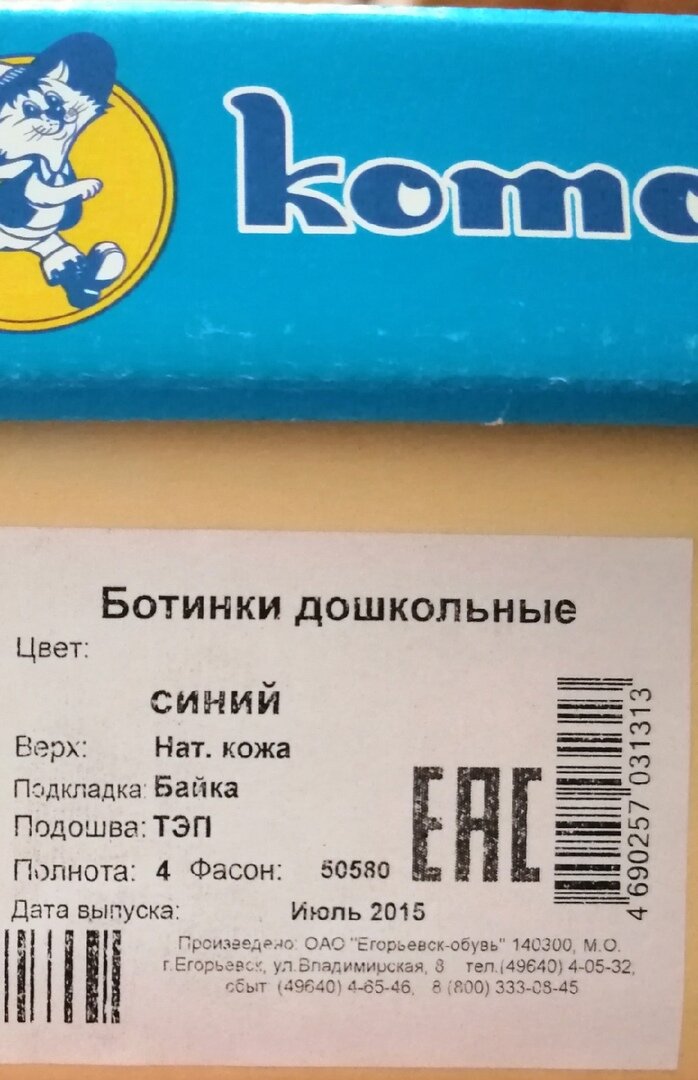 кото
Ботинки дошкольные
Цвет:
синий
Верх: Нат. кожа
Подкладка: Байка
Подошва: ТЭП
Полнота: 4 Фасон: 50580
Дата выпуска: Июль 2015
EAC
4 690257 031313
Произведено: ОАО "Егорьевск-обувь" 140300, М.О.
г.Егорьевск, ул.Владимирская, 8 тел.(49640) 4-05-32,
сбыт (49640) 4-65-46, 8 (800) 333-08-45